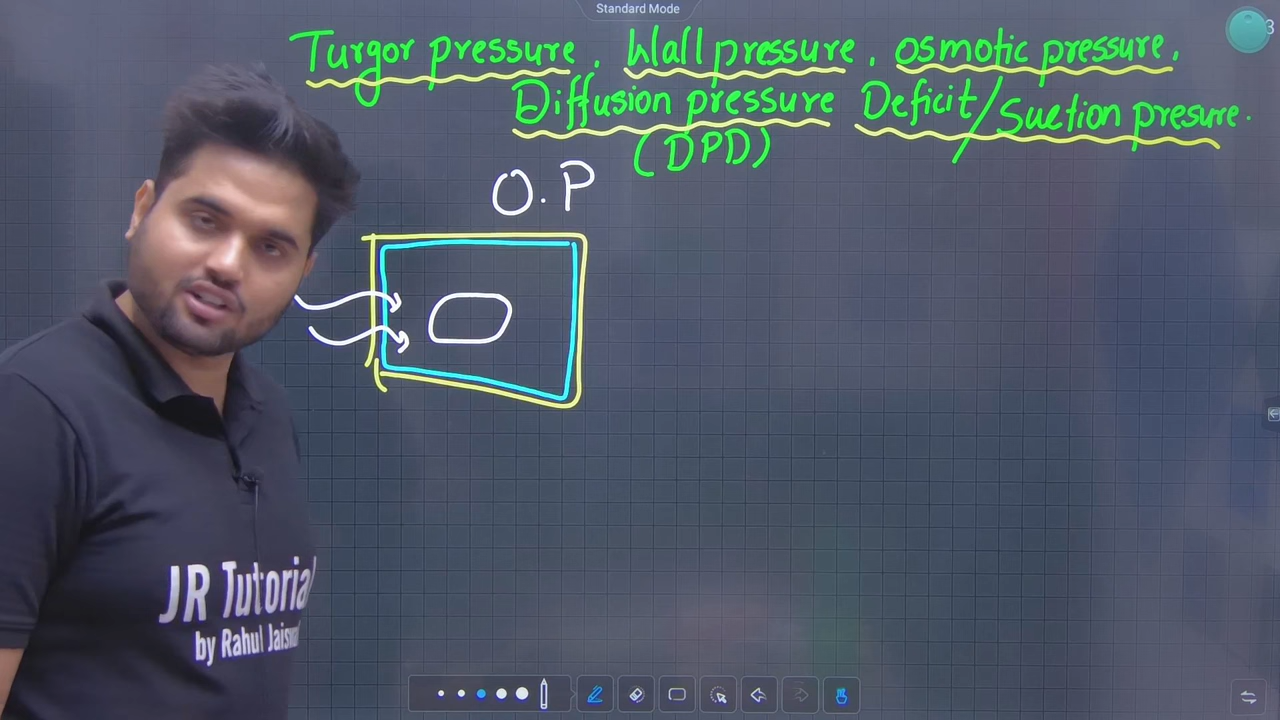 Standard Mode
3
Turgor pressure, Wall pressure, osmotic pressure,
Diffusion pressure Deficit/Suction presure.
(DPD)
O.P
JR Tutorial
by Rahul Jaiswal